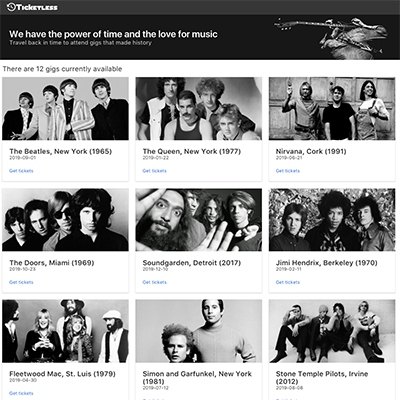 Ticketless
We have the power of time and the love for music
Travel back in time to attend gigs that made history
There are 12 gigs currently available
The Beatles, New York (1965)
2019-09-01
Get tickets
The Queen, New York (1977)
2019-01-22
Get tickets
Nirvana, Cork (1991)
2019-06-21
Get tickets
The Doors, Miami (1969)
2019-10-23
Get tickets
Soundgarden, Detroit (2017)
2019-12-10
Get tickets
Jimi Hendrix, Berkeley (1970)
2019-02-11
Get tickets
Fleetwood Mac, St. Luis (1979)
2019-04-30
Get tickets
Simon and Garfunkel, New York
(1981)
2019-07-12
Stone Temple Pilots, Irvine
(2012)
2019-08-08